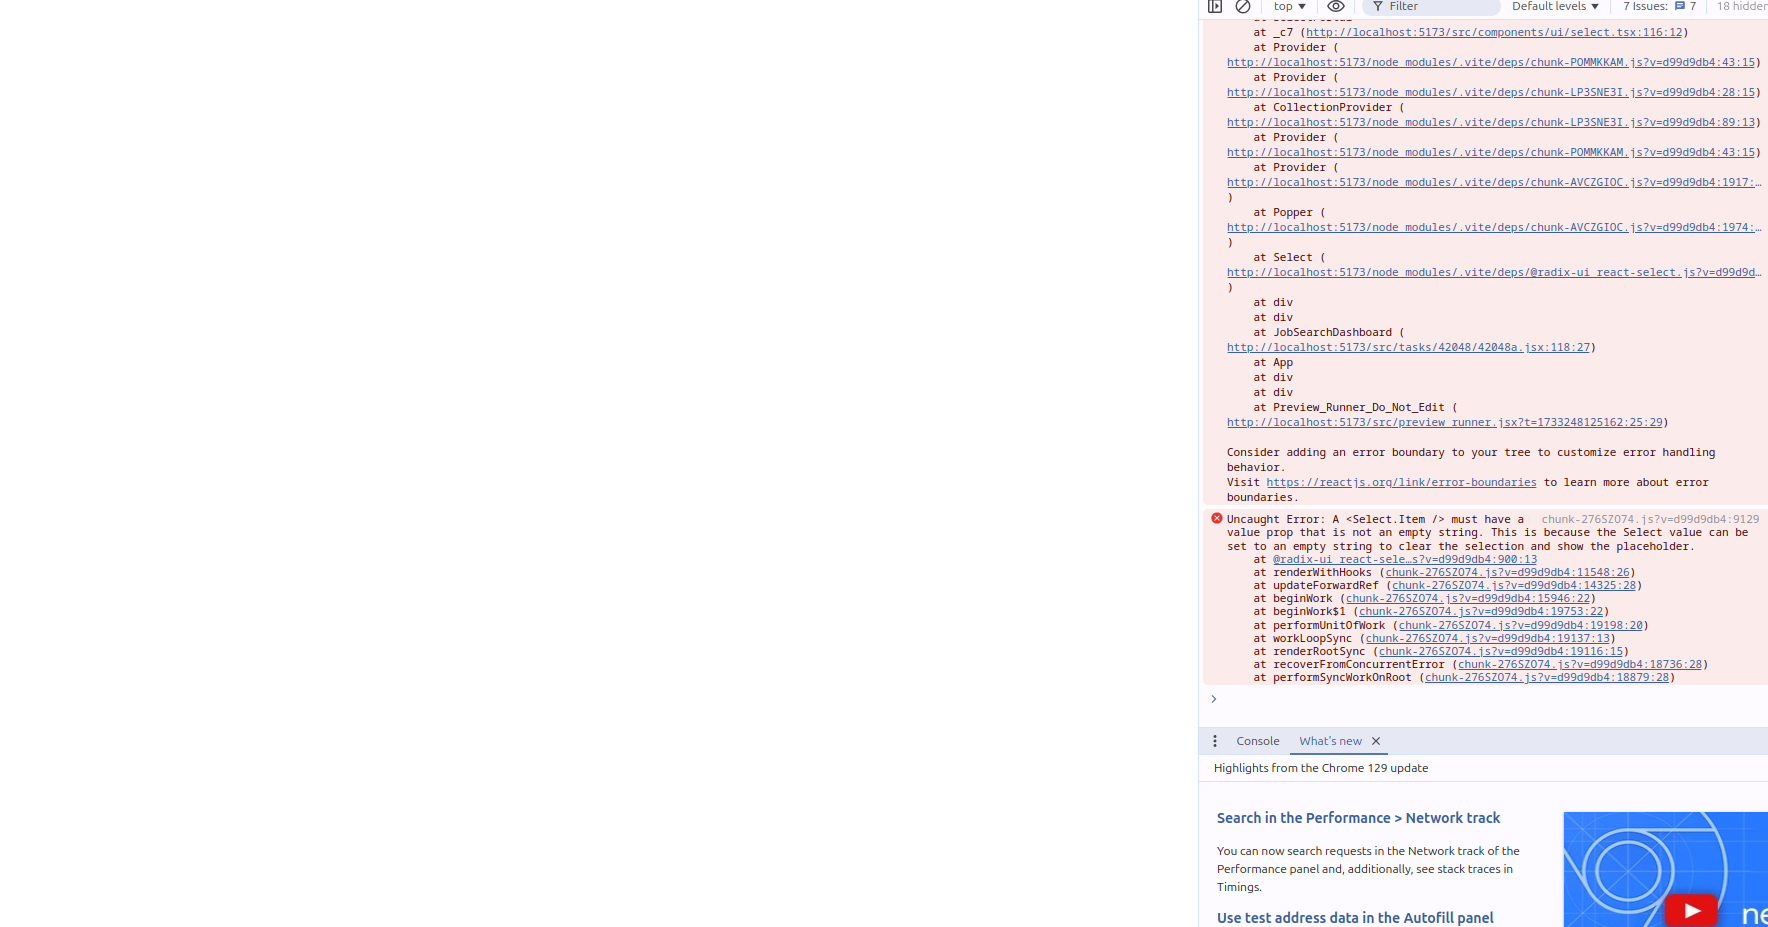 top ▼
Filter
Default levels ▼
7 Issues: 7
18 hidden
at _c7 (http://localhost:5173/src/components/ui/select.tsx:116:12)
at Provider (
http://localhost:5173/node_modules/.vite/deps/chunk-POMMKKAM.js?v=d99d9db4:43:15)
at Provider (
http://localhost:5173/node_modules/.vite/deps/chunk-LP3SNE3I.js?v=d99d9db4:28:15)
at CollectionProvider (
http://localhost:5173/node_modules/.vite/deps/chunk-LP3SNE3I.js?v=d99d9db4:89:13)
at Provider (
http://localhost:5173/node_modules/.vite/deps/chunk-POMMKKAM.js?v=d99d9db4:43:15)
at Provider (
http://localhost:5173/node_modules/.vite/deps/chunk-AVCZGIOC.js?v=d99d9db4:1917:…
)
at Popper (
http://localhost:5173/node_modules/.vite/deps/chunk-AVCZGIOC.js?v=d99d9db4:1974:…
)
at Select (
http://localhost:5173/node_modules/.vite/deps/@radix-ui_react-select.js?v=d99d9d…
)
at div
at div
at JobSearchDashboard (
http://localhost:5173/src/tasks/42048/42048a.jsx:118:27)
at App
at div
at div
at Preview_Runner_Do_Not_Edit (
http://localhost:5173/src/preview_runner.jsx?t=1733248125162:25:29)
Consider adding an error boundary to your tree to customize error handling
behavior.
Visit https://reactjs.org/link/error-boundaries to learn more about error
boundaries.
Uncaught Error: A <Select.Item /> must have a chunk-276SZO74.js?v=d99d9db4:9129
value prop that is not an empty string. This is because the Select value can be
set to an empty string to clear the selection and show the placeholder.
at @radix-ui_react-sele…s?v=d99d9db4:900:13
at renderWithHooks (chunk-276SZO74.js?v=d99d9db4:11548:26)
at updateForwardRef (chunk-276SZO74.js?v=d99d9db4:14325:28)
at beginWork (chunk-276SZO74.js?v=d99d9db4:15946:22)
at beginWork$1 (chunk-276SZO74.js?v=d99d9db4:19753:22)
at performUnitOfWork (chunk-276SZO74.js?v=d99d9db4:19198:20)
at workLoopSync (chunk-276SZO74.js?v=d99d9db4:19137:13)
at renderRootSync (chunk-276SZO74.js?v=d99d9db4:19116:15)
at recoverFromConcurrentError (chunk-276SZO74.js?v=d99d9db4:18736:28)
at performSyncWorkOnRoot (chunk-276SZO74.js?v=d99d9db4:18879:28)
Console
What's new
Highlights from the Chrome 129 update
Search in the Performance > Network track
You can now search requests in the Network track of the
Performance panel and, additionally, see stack traces in
Timings.
Use test address data in the Autofill panel